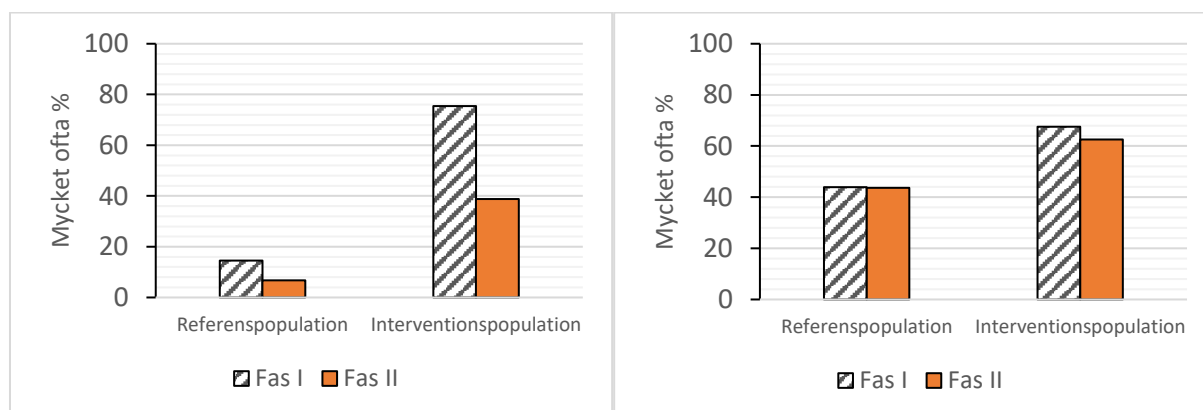 Mycket ofta %
100
80
60
40
20
0
Referenspopulation Interventionspopulation
Fas I Fas II
Mycket ofta %
100
80
60
40
20
0
Referenspopulation Interventionspopulation
Fas I Fas II